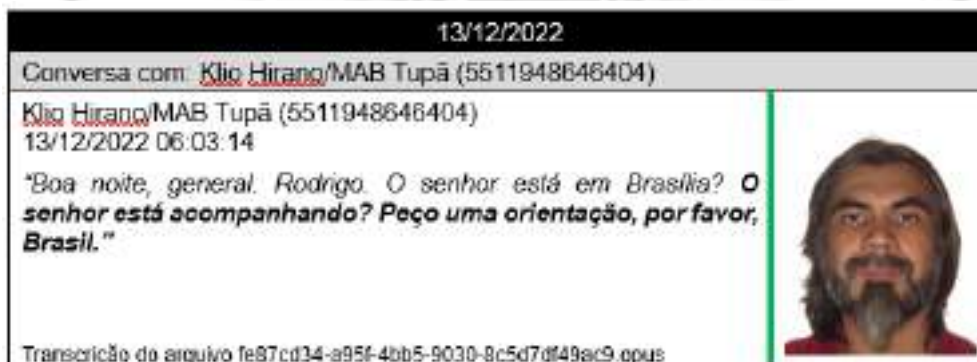 13/12/2022
Conversa com: Klio Hirano/MAB Tupã (5511948646404)
Klio Hirano/MAB Tupã (5511948646404)
13/12/2022 06:03:14
"Boa noite, general. Rodrigo. O senhor está em Brasília? O
senhor está acompanhando? Peço uma orientação, por favor,
Brasil."
Transcrição do arquivo fe87cd34-a95f-4bb5-9030-8c5d7df49ac9.opus